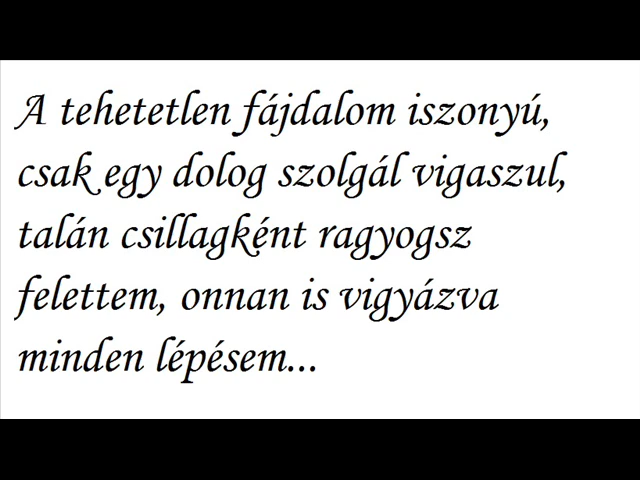 A tehetetlen fájdalom iszonyú,
csak egy dolog szolgál vigaszul,
talán csillagként ragyogsz
felettem, onnan is vigyázva
minden lépésem...